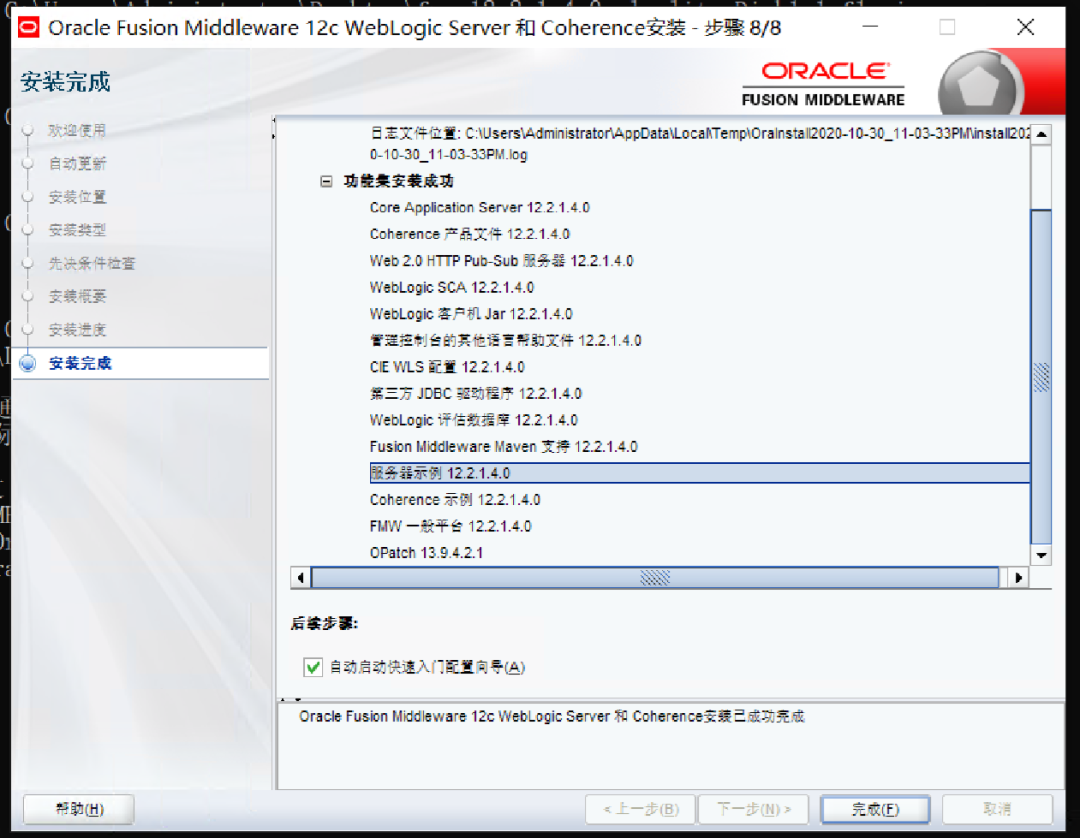 Oracle Fusion Middleware 12c WebLogic Server 和 Coherence安装 - 步骤 8/8
安装完成
ORACLE
FUSION MIDDLEWARE
欢迎使用
自动更新
安装位置
安装类型
先决条件检查
安装概要
安装进度
安装完成
日志文件位置: C:\Users\Administrator\AppData\Local\Temp\OraInstall2020-10-30_11-03-33PM\install202
0-10-30_11-03-33PM.log
功能集安装成功
Core Application Server 12.2.1.4.0
Coherence 产品文件 12.2.1.4.0
Web 2.0 HTTP Pub-Sub 服务器 12.2.1.4.0
WebLogic SCA 12.2.1.4.0
WebLogic 客户机 Jar 12.2.1.4.0
管理控制台的其他语言帮助文件 12.2.1.4.0
CIE WLS 配置 12.2.1.4.0
第三方 JDBC 驱动程序 12.2.1.4.0
WebLogic 评估数据库 12.2.1.4.0
Fusion Middleware Maven 支持 12.2.1.4.0
服务器示例 12.2.1.4.0
Coherence 示例 12.2.1.4.0
FMW 一般平台 12.2.1.4.0
OPatch 13.9.4.2.1
后续步骤:
自动启动快速入门配置向导(A)
Oracle Fusion Middleware 12c WebLogic Server 和 Coherence安装已成功完成
帮助(H)
< 上一步(B)
下一步(N) >
完成(F)
取消